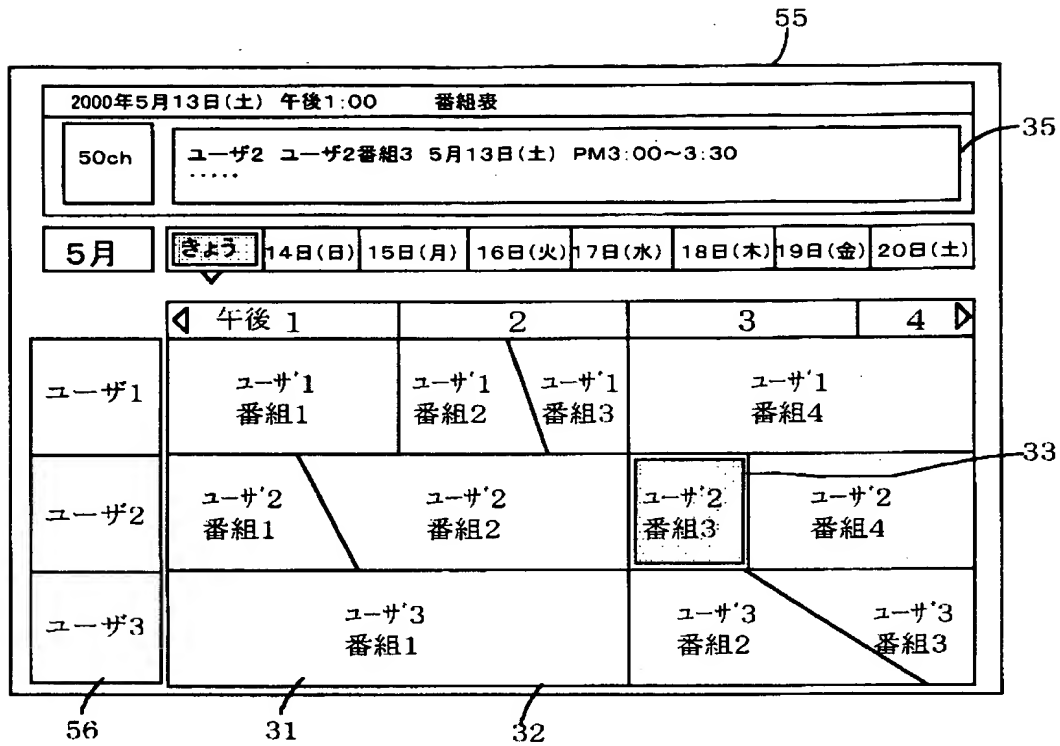 55
2000年5月13日(土) 午後1:00 番組表
35
50ch
ユーザ2 ユーザ2番組3 5月13日(土) PM3:00〜3:30
.....
5月
きょう 14日(日) 15日(月) 16日(火) 17日(水) 18日(木) 19日(金) 20日(土)
午後 1 2 3 4
ユーザ1
ユーザ1 番組1
ユーザ1 番組2
ユーザ1 番組3
ユーザ1 番組4
33
ユーザ2
ユーザ2 番組1
ユーザ2 番組2
ユーザ2 番組3
ユーザ2 番組4
ユーザ3
ユーザ3 番組1
ユーザ3 番組2
ユーザ3 番組3
56 31 32